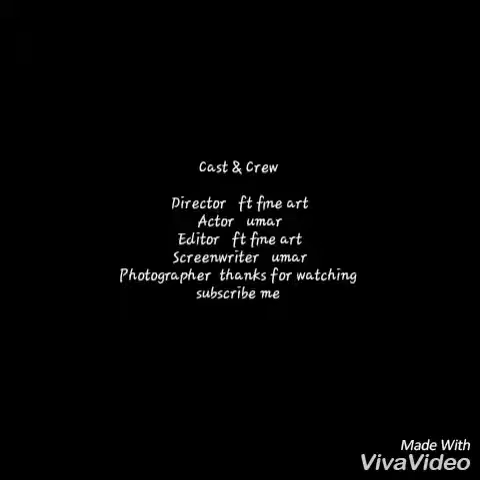 Cast & Crew
Director ft fine art
Actor umar
Editor ft fine art
Screenwriter umar
Photographer thanks for watching
subscribe me
Made With
VivaVideo